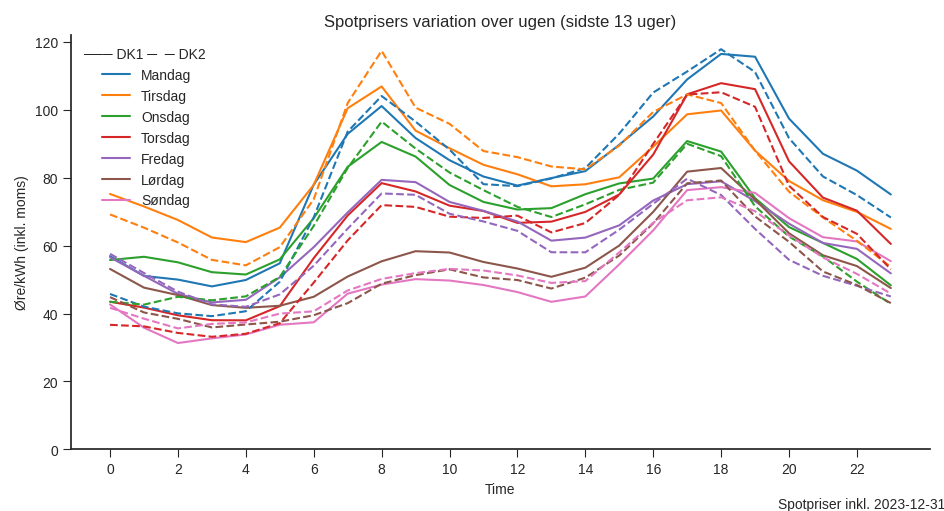 Spotprisers variation over ugen (sidste 13 uger)
DK1 DK2
Mandag
Tirsdag
Onsdag
Torsdag
Fredag
Lørdag
Søndag
Øre/kWh (inkl. moms)
120
100
80
60
40
20
0
0 2 4 6 8 10 12 14 16 18 20 22
Time
Spotpriser inkl. 2023-12-31